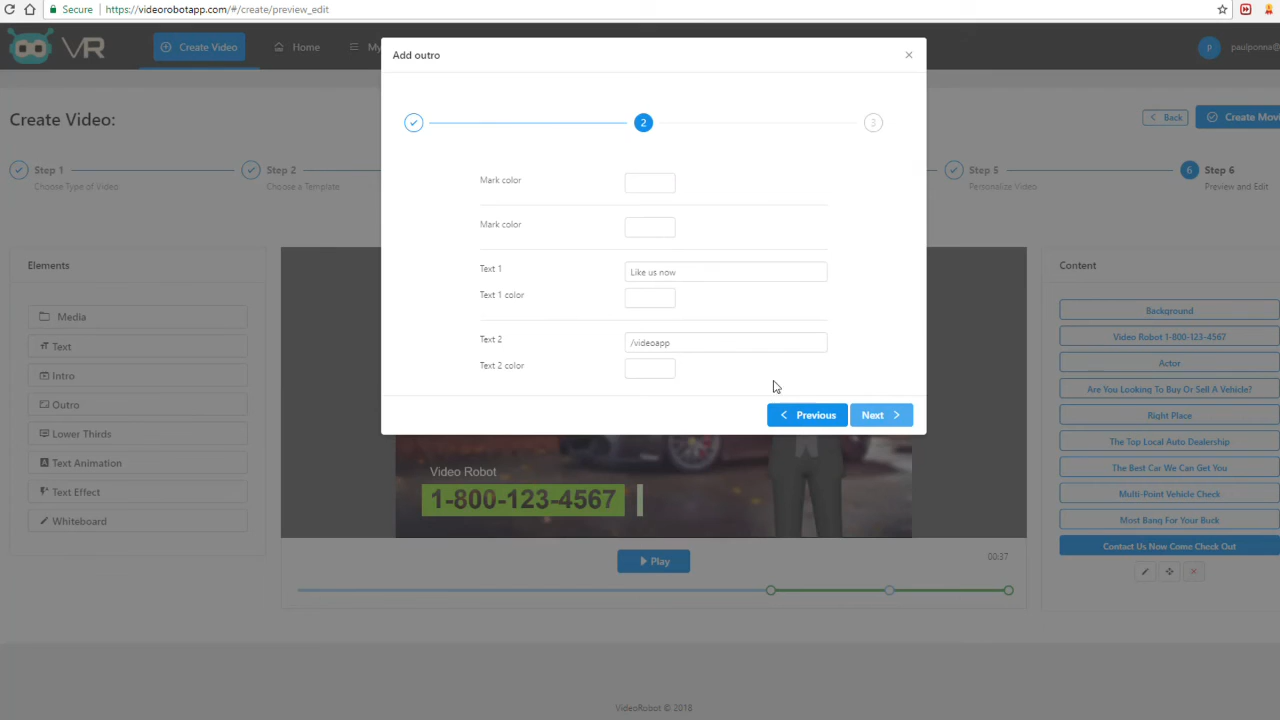 Secure
https://videorobotapp.com/#/create/preview_edit
VR
Create Video
Home
My
p
paulponna@
Add outro
×
2
3
Create Video:
Back
Create Movi
Step 1
Choose Type of Video
Step 2
Choose a Template
Step 5
Personalize Video
6
Step 6
Preview and Edit
Mark color
Mark color
Text 1
Like us now
Text 1 color
Text 2
/videoapp
Text 2 color
Previous
Next
Elements
Media
Text
Intro
Outro
Lower Thirds
Text Animation
Text Effect
Whiteboard
Video Robot
1-800-123-4567
Play
00:37
Content
Background
Video Robot 1-800-123-4567
Actor
Are You Looking To Buy Or Sell A Vehicle?
Right Place
The Top Local Auto Dealership
The Best Car We Can Get You
Multi-Point Vehicle Check
Most Bang For Your Buck
Contact Us Now Come Check Out
VideoRobot © 2018